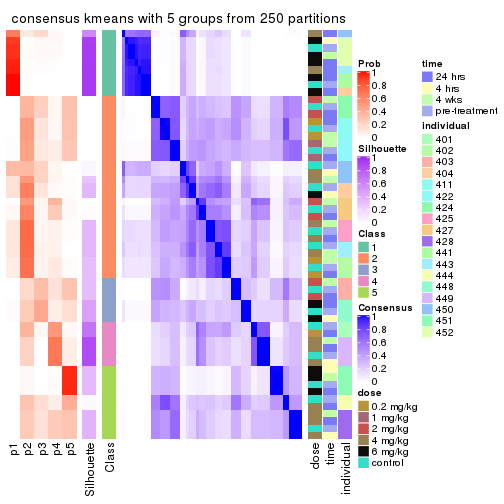 consensus kmeans with 5 groups from 250 partitions
Prob
1
0.8
0.6
0.4
0.2
0
Silhouette
1
0.8
0.6
0.4
0.2
0
Class
1
2
3
4
5
Consensus
1
0.8
0.6
0.4
0.2
0
dose
0.2 mg/kg
1 mg/kg
2 mg/kg
4 mg/kg
6 mg/kg
control
time
24 hrs
4 hrs
4 wks
pre-treatment
individual
401
402
403
404
411
422
424
425
427
428
441
443
444
448
449
450
451
452
p1
p2
p3
p4
p5
Silhouette
Class
dose
time
individual